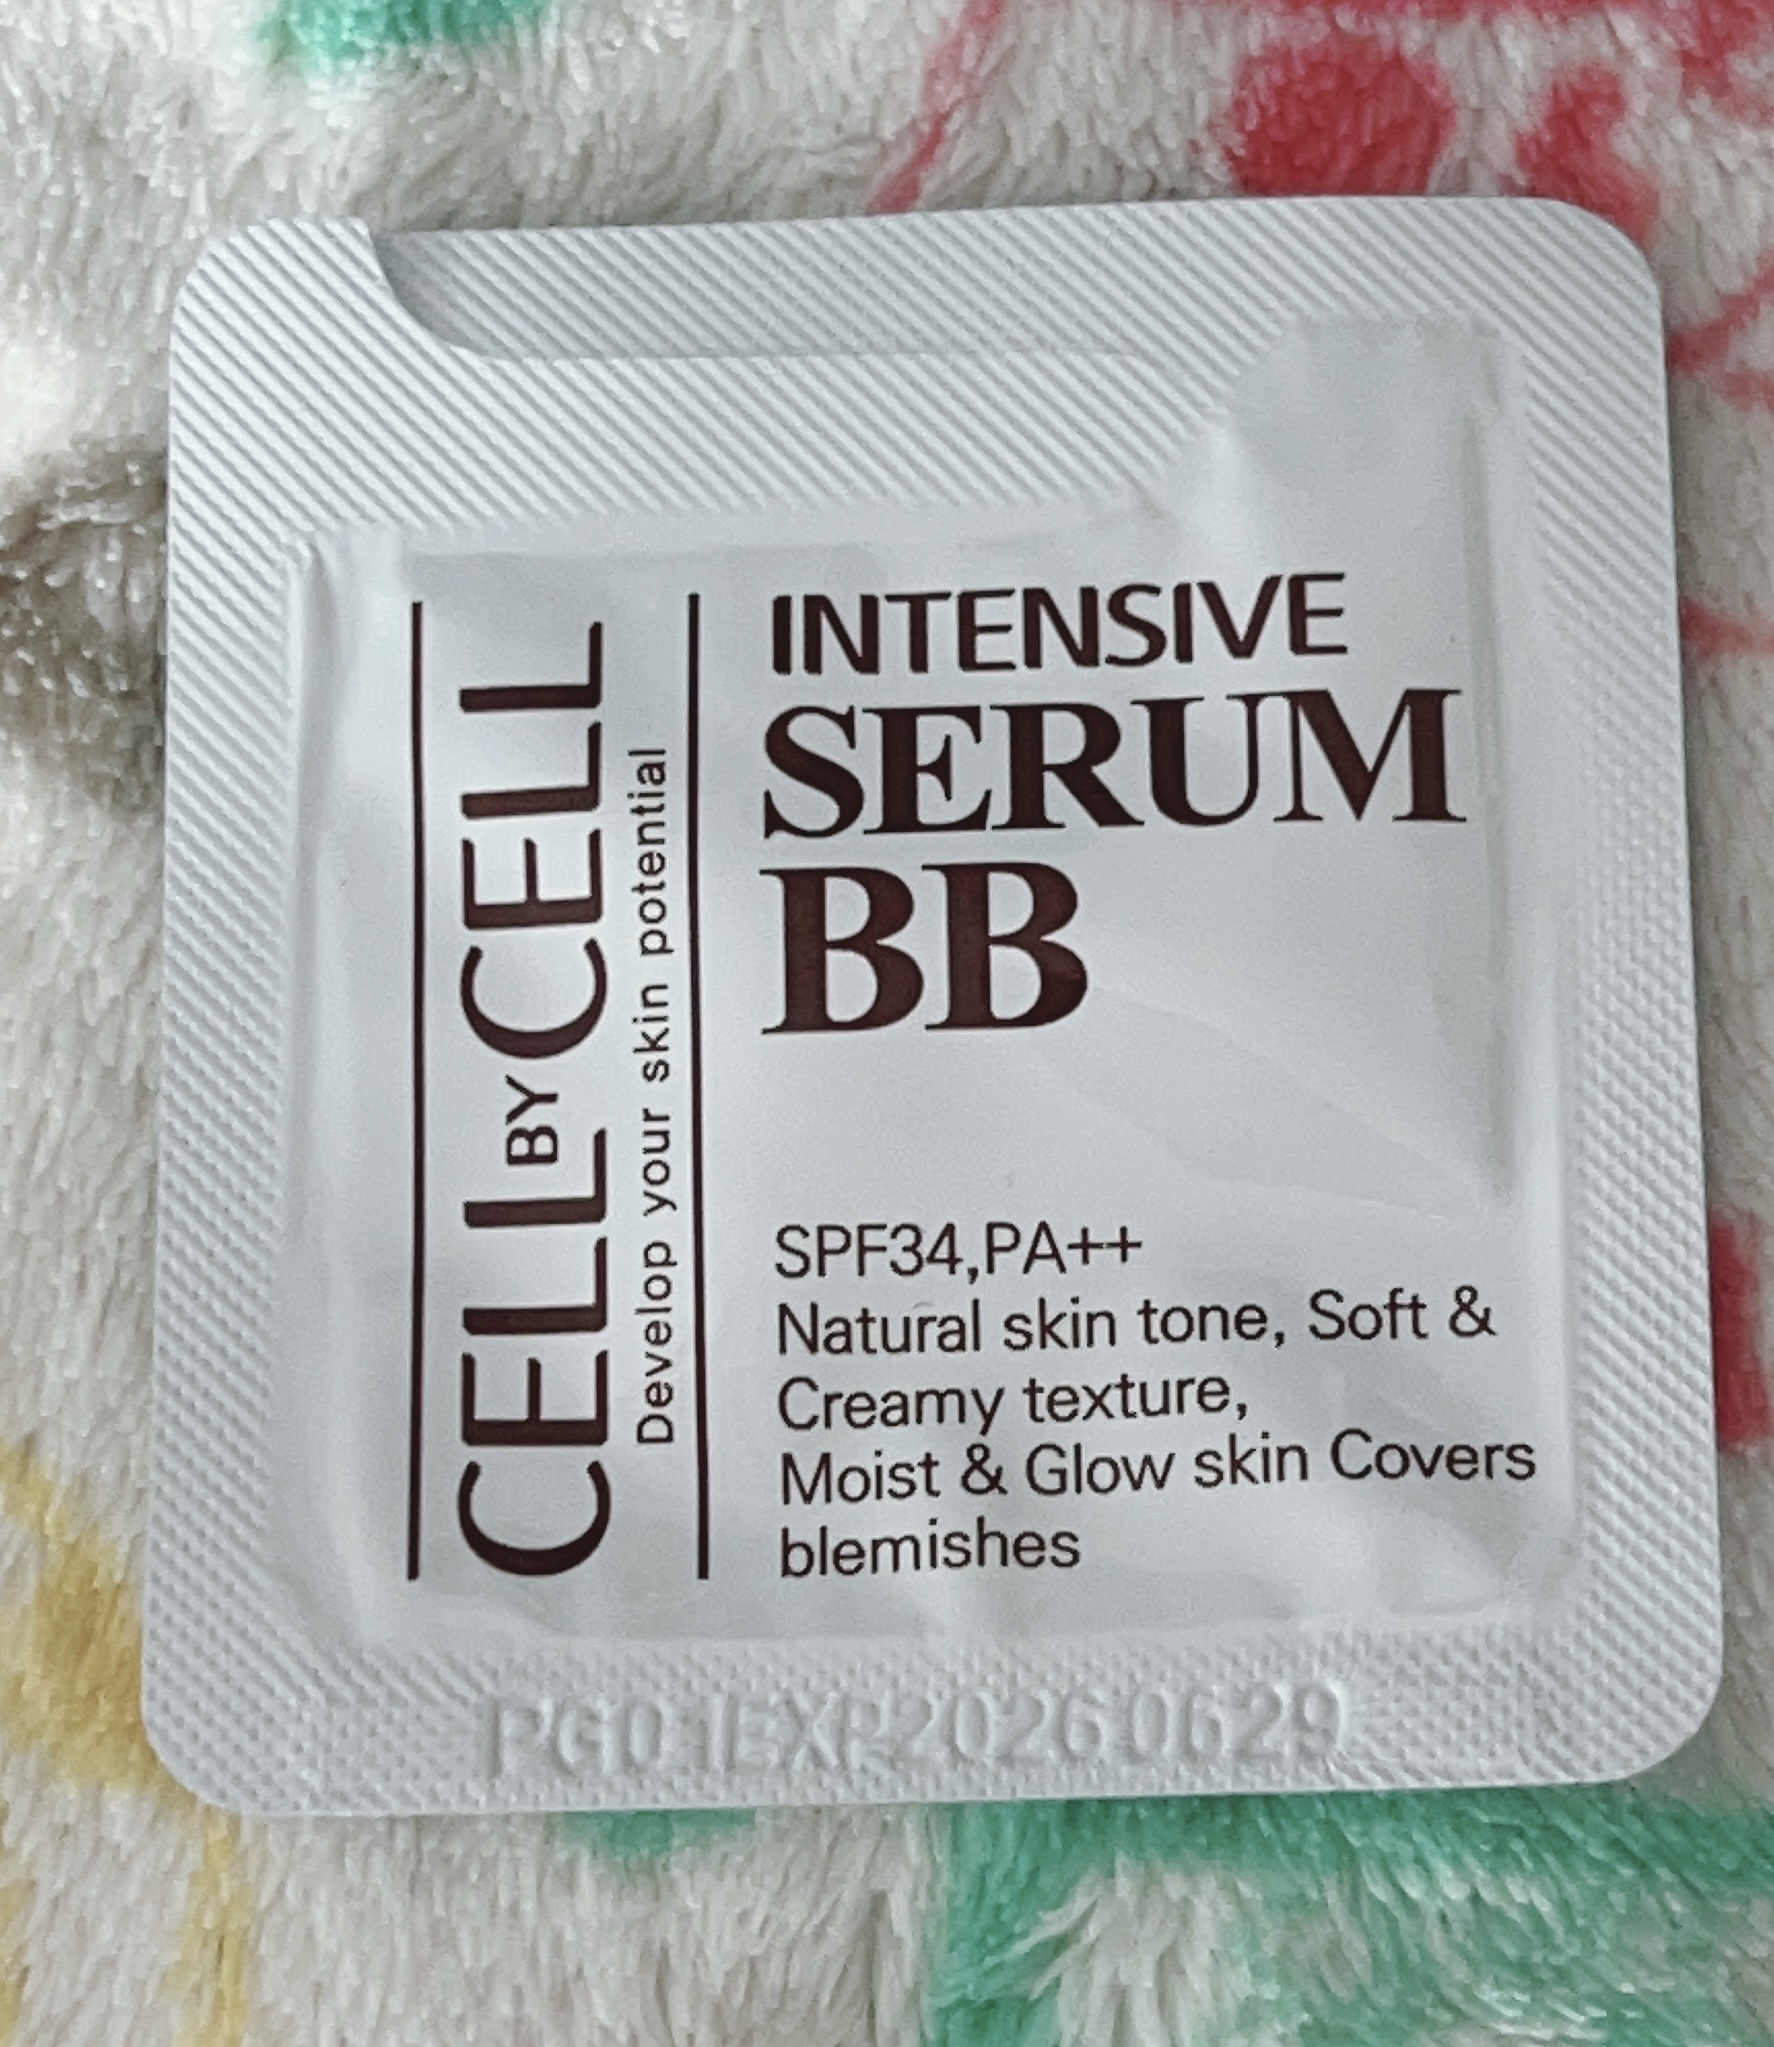 CELL BY CELL
Develop your skin potential
INTENSIVE
SERUM
BB
SPF34,PA++
Natural skin tone, Soft &
Creamy texture,
Moist & Glow skin Covers
blemishes
PG01EXP20260629